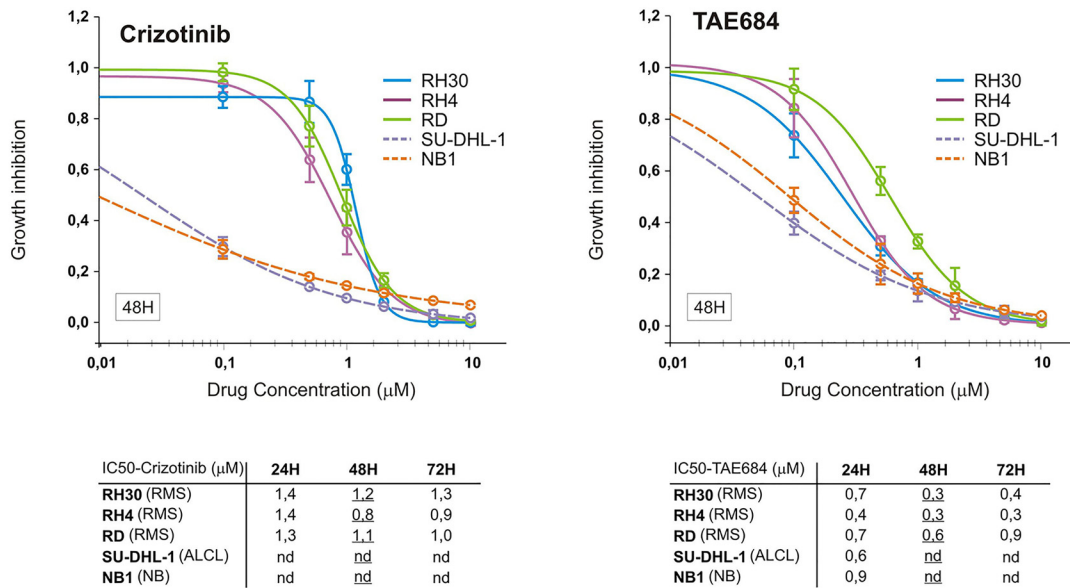 Crizotinib
Growth inhibition
1,2
1,0
0,8
0,6
0,4
0,2
0,0
RH30
RH4
RD
SU-DHL-1
NB1
48H
0,01 0,1 1 10
Drug Concentration (µM)
TAE684
Growth inhibition
1,2
1,0
0,8
0,6
0,4
0,2
0,0
RH30
RH4
RD
SU-DHL-1
NB1
48H
0,01 0,1 1 10
Drug Concentration (µM)
IC50-Crizotinib (µM) 24H 48H 72H
RH30 (RMS) 1,4 1,2 1,3
RH4 (RMS) 1,4 0,8 0,9
RD (RMS) 1,3 1,1 1,0
SU-DHL-1 (ALCL) nd nd nd
NB1 (NB) nd nd nd
IC50-TAE684 (µM) 24H 48H 72H
RH30 (RMS) 0,7 0,3 0,4
RH4 (RMS) 0,4 0,3 0,3
RD (RMS) 0,7 0,6 0,9
SU-DHL-1 (ALCL) 0,6 nd nd
NB1 (NB) 0,9 nd nd